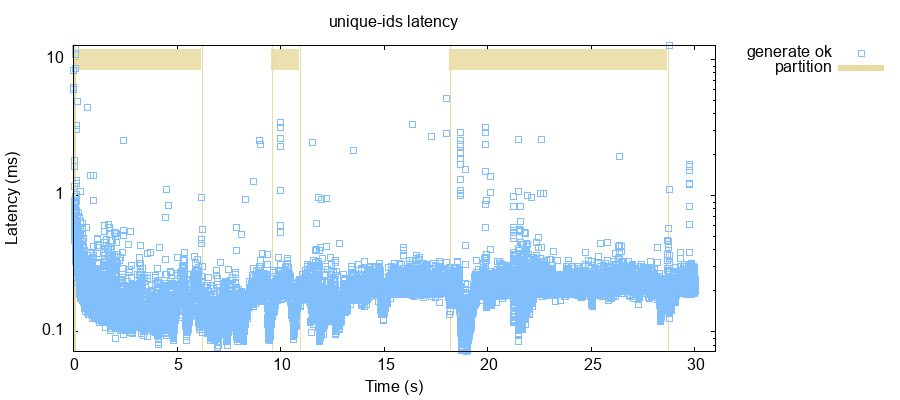 unique-ids latency
generate ok
partition
10
1
0.1
Latency (ms)
0
5
10
15
20
25
30
Time (s)